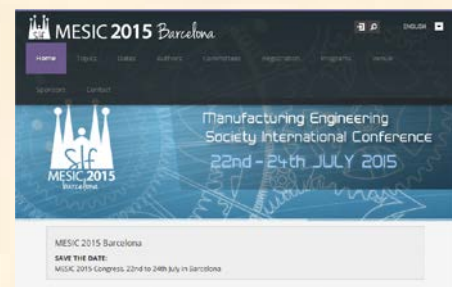 MESIC 2015 Barcelona
ENGLISH
Home Topics Dates Authors Committees Registration Programs Venue
Sponsors Contact
Manufacturing Engineering
Society International Conference
22nd - 24th JULY 2015
MESIC 2015
Barcelona
MESIC 2015 Barcelona
SAVE THE DATE:
MESIC 2015 Congress, 22nd to 24th July in Barcelona